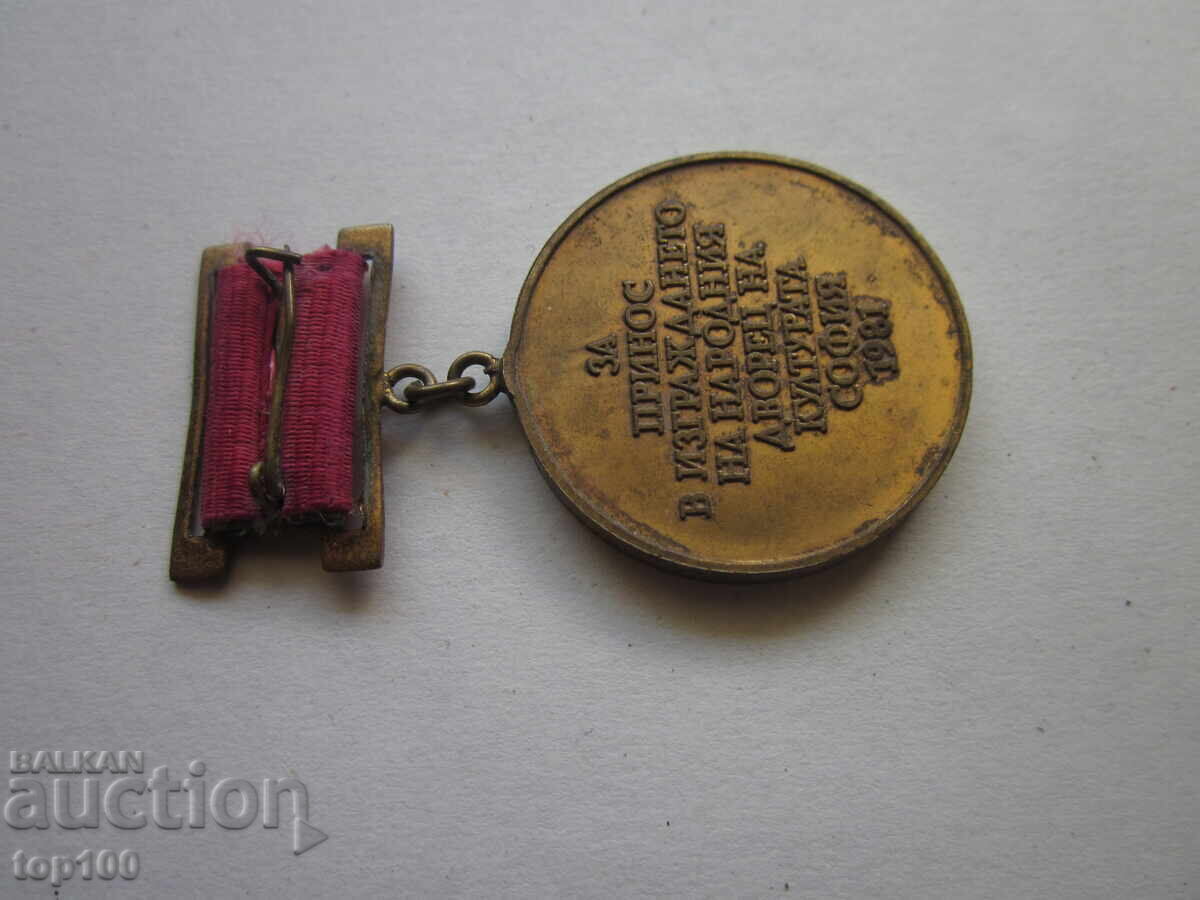 ЗА
ПРИНОС
В ИЗГРАЖДАНЕТО
НА НАРОДНИЯ
ДВОРЕЦ НА
КУЛТУРАТА
СОФИЯ
1981
BALKAN
auction
top100